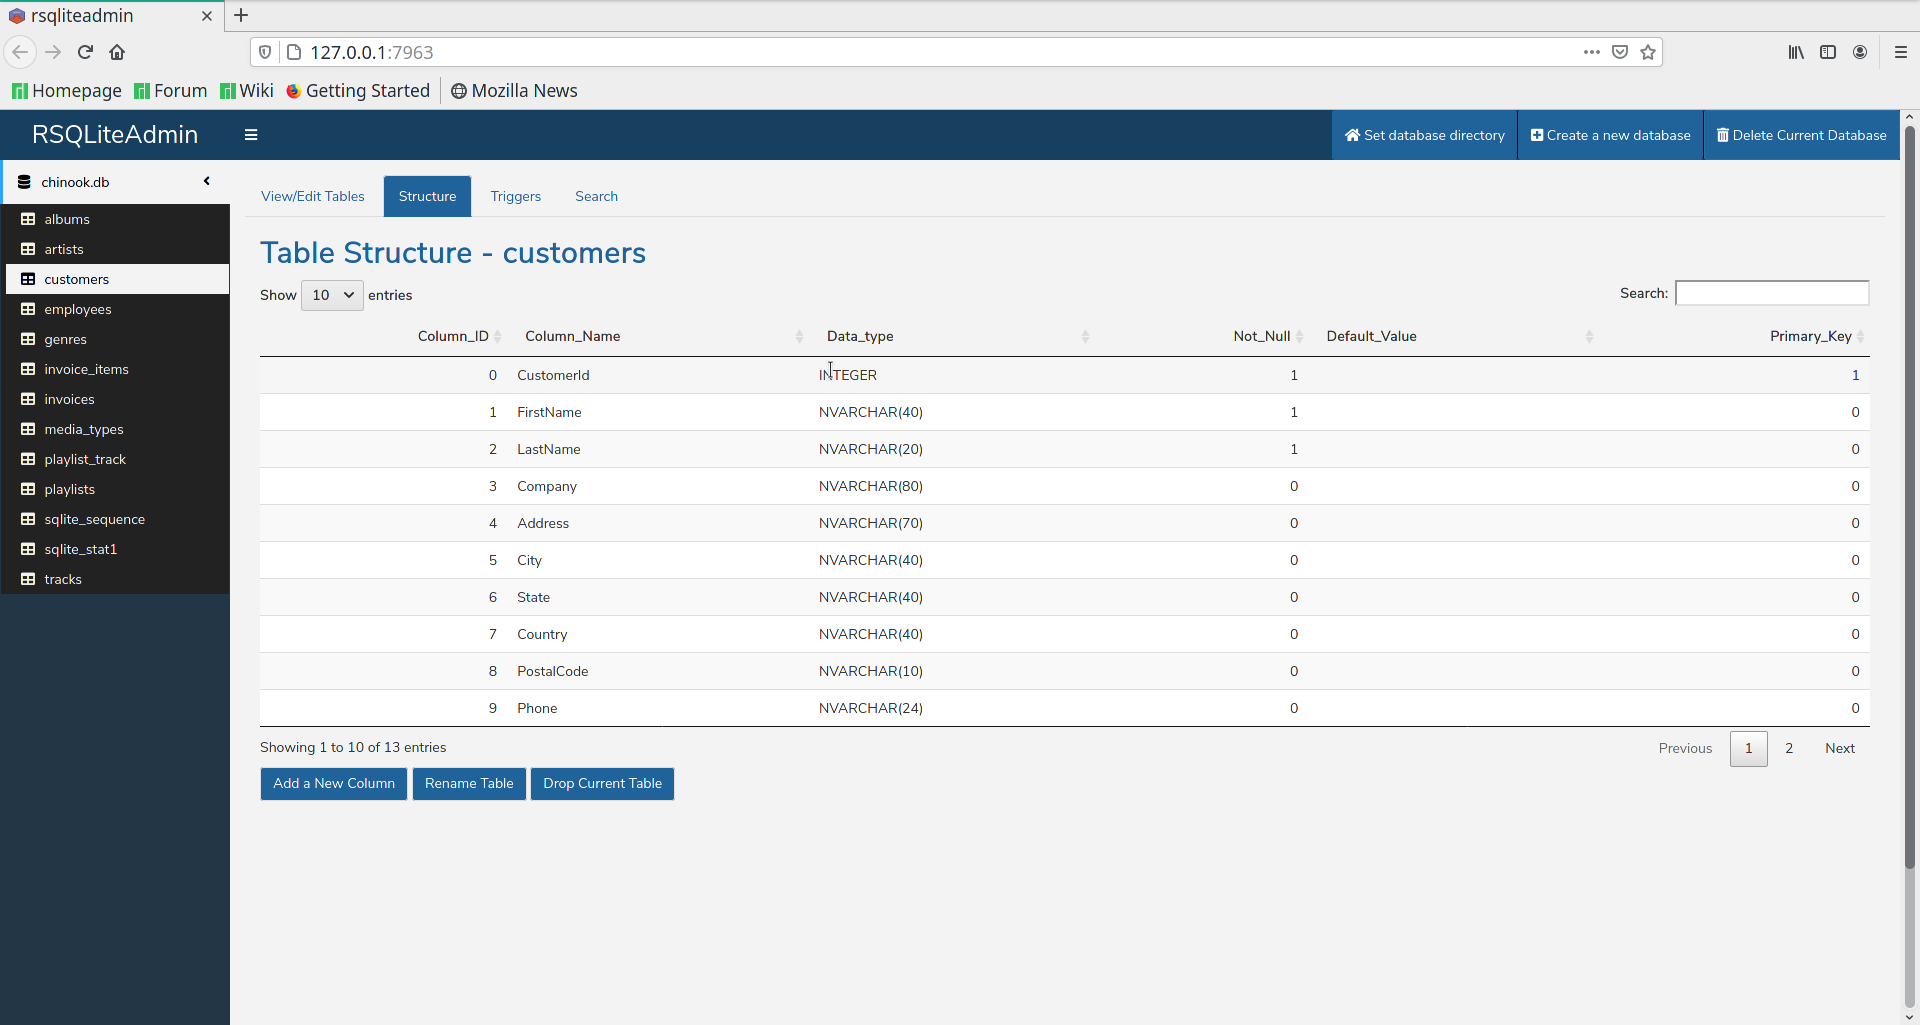 rsqliteadmin
127.0.0.1:7963
Homepage Forum Wiki Getting Started Mozilla News
RSQLiteAdmin Set database directory Create a new database Delete Current Database
chinook.db
albums
artists
customers
employees
genres
invoice_items
invoices
media_types
playlist_track
playlists
sqlite_sequence
sqlite_stat1
tracks
View/Edit Tables Structure Triggers Search
Table Structure - customers
Show 10 entries Search:
Column_ID Column_Name Data_type Not_Null Default_Value Primary_Key
0 CustomerId INTEGER 1 1
1 FirstName NVARCHAR(40) 1 0
2 LastName NVARCHAR(20) 1 0
3 Company NVARCHAR(80) 0 0
4 Address NVARCHAR(70) 0 0
5 City NVARCHAR(40) 0 0
6 State NVARCHAR(40) 0 0
7 Country NVARCHAR(40) 0 0
8 PostalCode NVARCHAR(10) 0 0
9 Phone NVARCHAR(24) 0 0
Showing 1 to 10 of 13 entries Previous 1 2 Next
Add a New Column Rename Table Drop Current Table